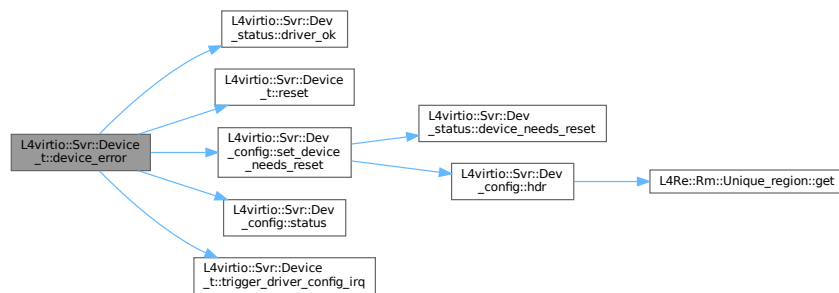 L4virtio::Svr::Dev
_status::driver_ok
L4virtio::Svr::Device
_t::reset
L4virtio::Svr::Device
_t::device_error
L4virtio::Svr::Dev
_config::set_device
_needs_reset
L4virtio::Svr::Dev
_status::device_needs_reset
L4virtio::Svr::Dev
_config::hdr
L4Re::Rm::Unique_region::get
L4virtio::Svr::Dev
_config::status
L4virtio::Svr::Device
_t::trigger_driver_config_irq